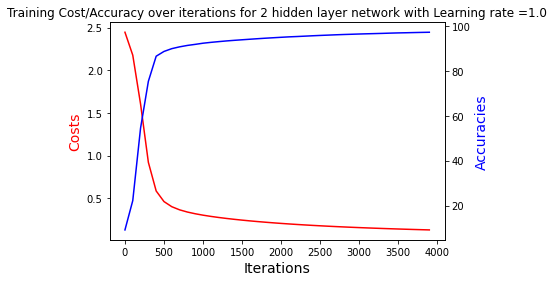 Training Cost/Accuracy over iterations for 2 hidden layer network with Learning rate =1.0
2.5
2.0
1.5
1.0
0.5
Costs
100
80
60
40
20
Accuracies
0 500 1000 1500 2000 2500 3000 3500 4000
Iterations